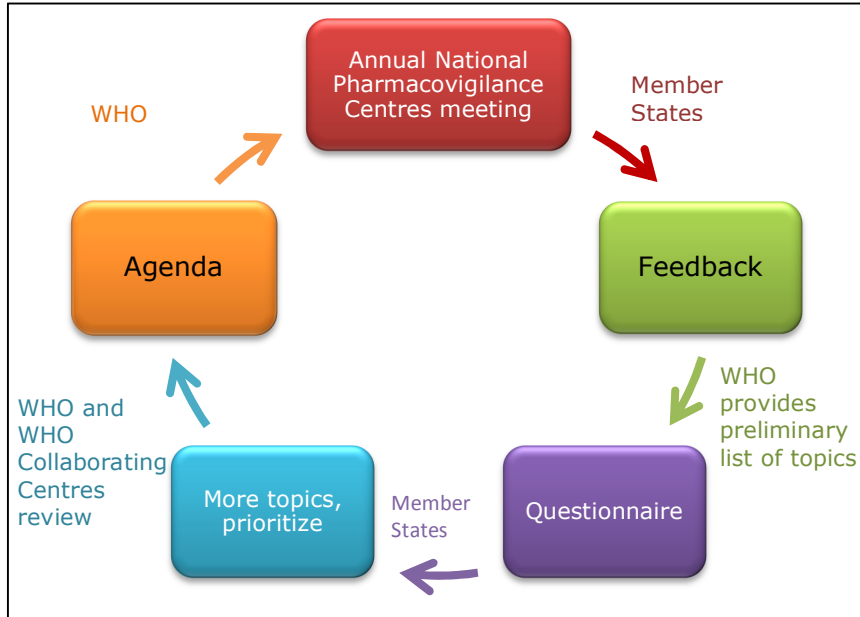 Annual National
Pharmacovigilance
Centres meeting
Member
States
Feedback
WHO
provides
preliminary
list of topics
Questionnaire
Member
States
More topics,
prioritize
WHO and
WHO
Collaborating
Centres
review
Agenda
WHO